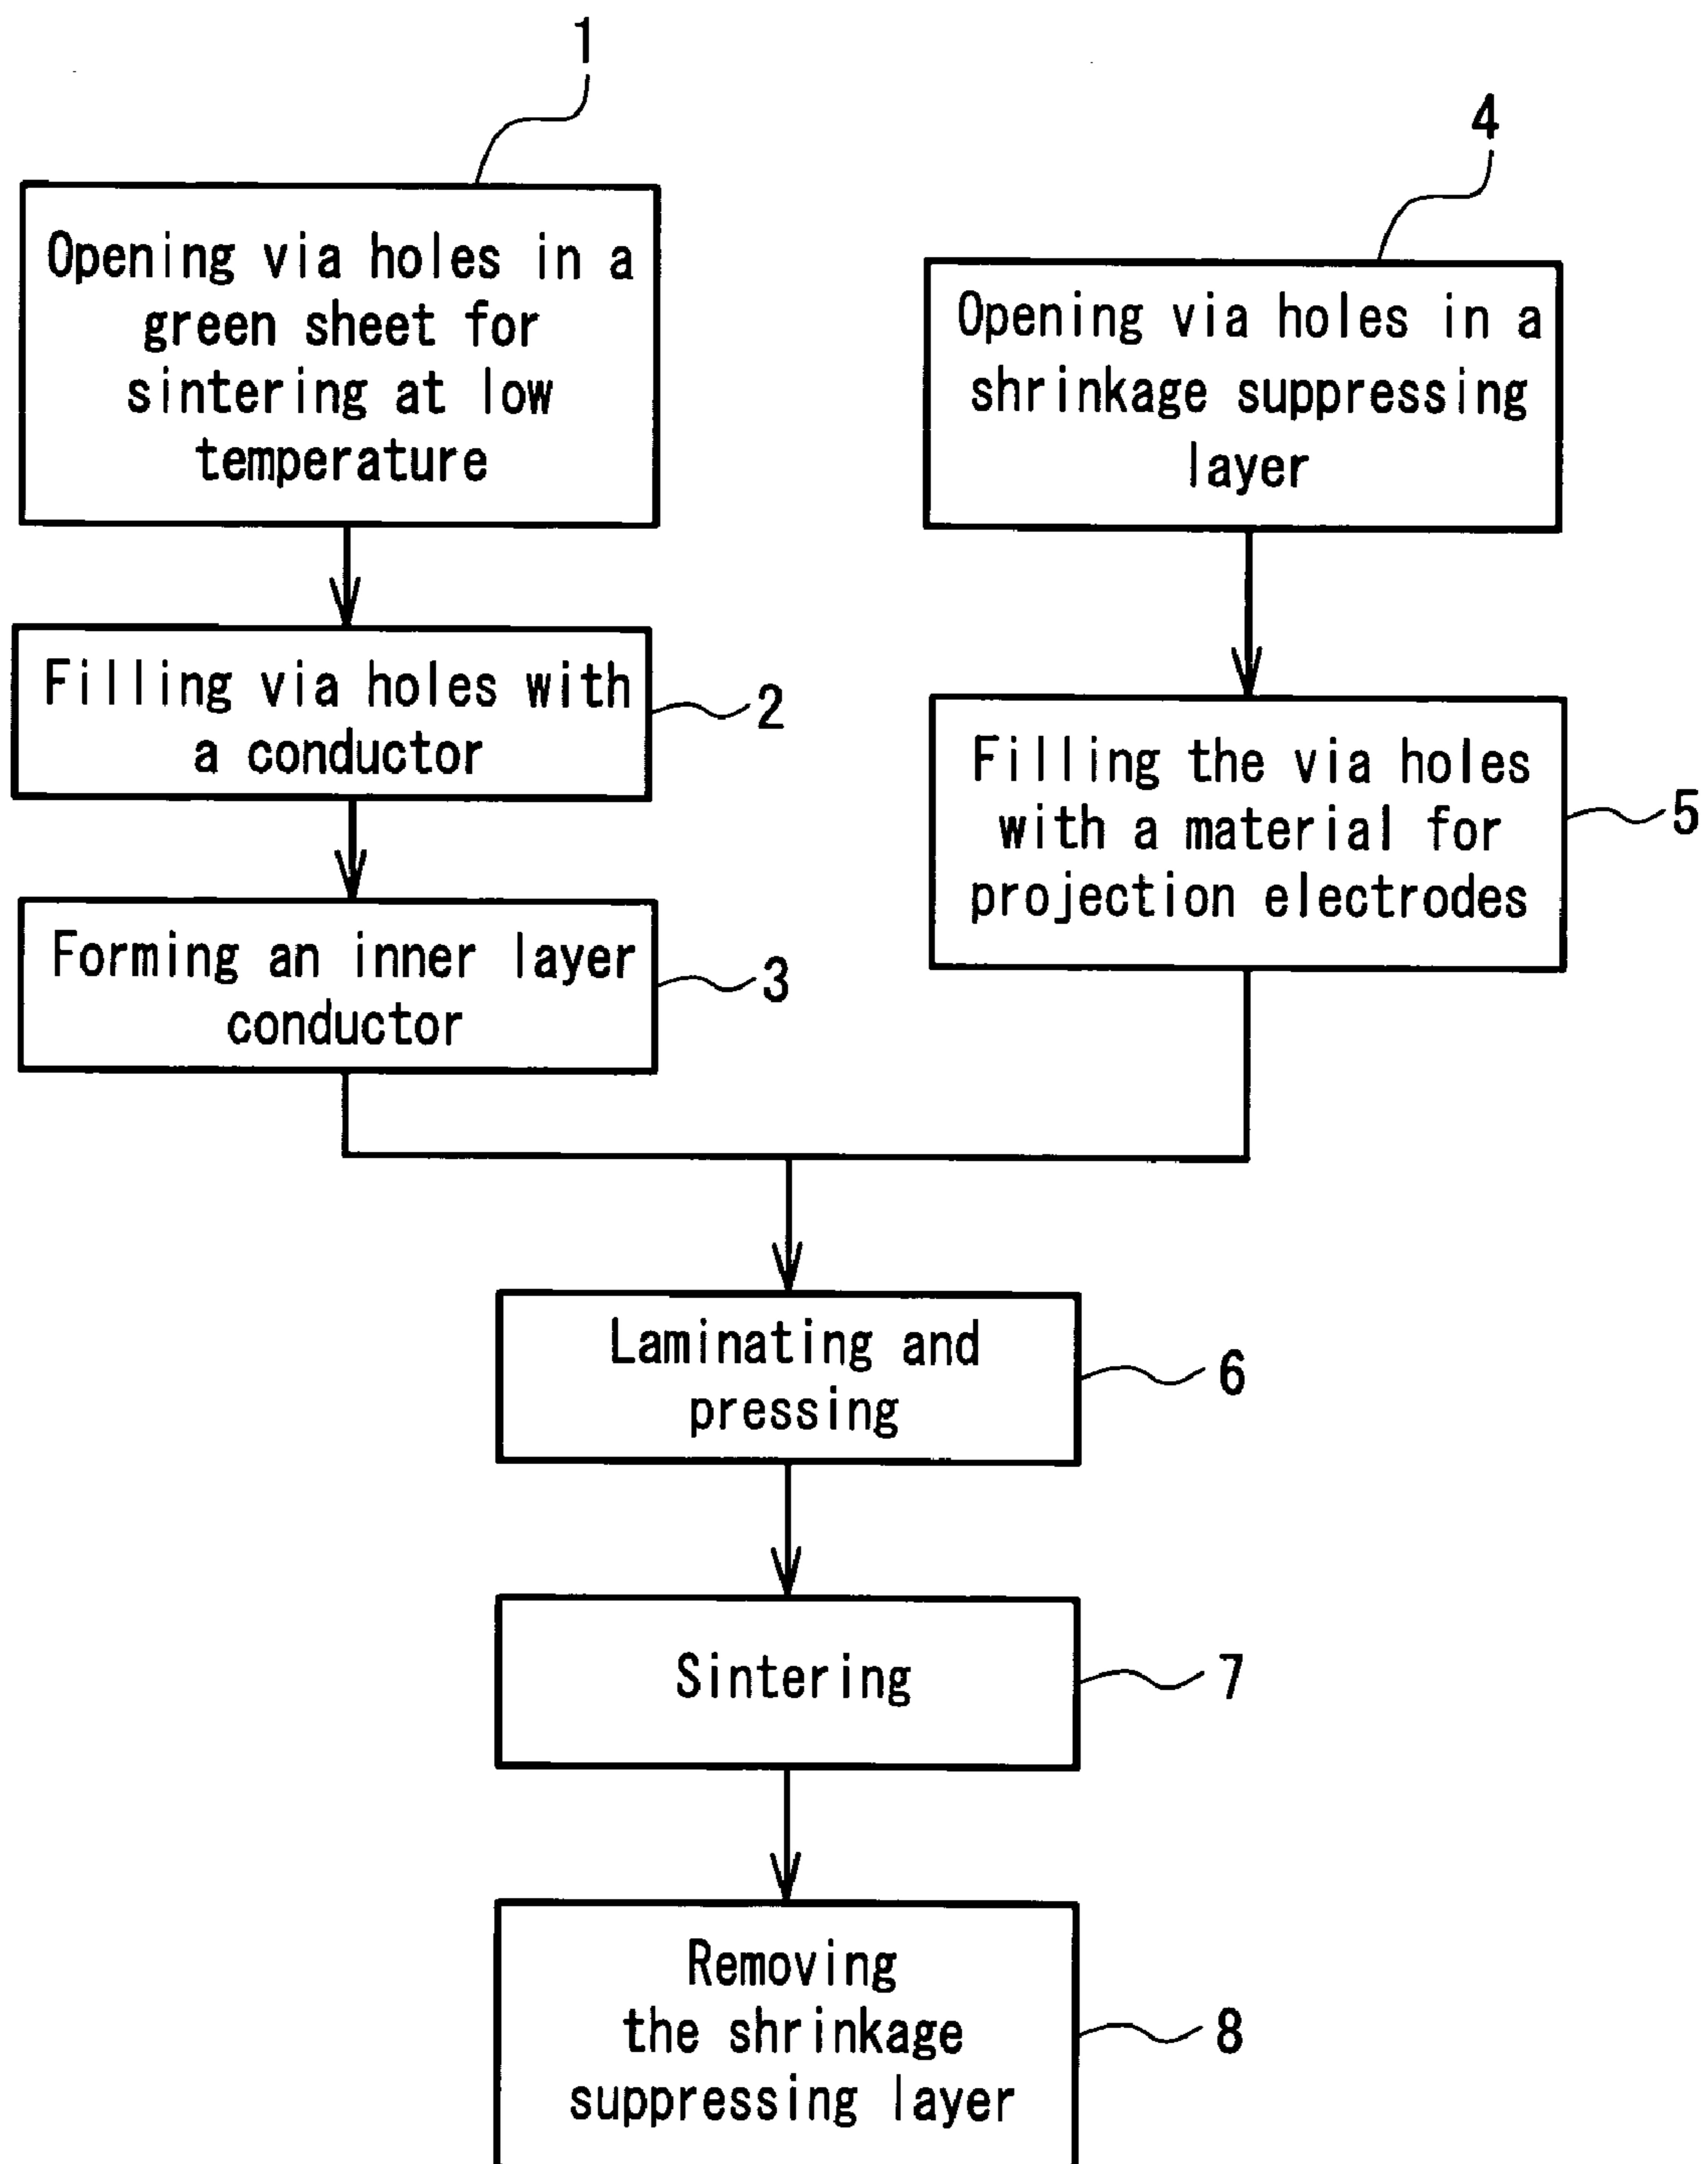 1
Opening via holes in a
green sheet for
sintering at low
temperature
Filling via holes with
a conductor
2
Forming an inner layer
conductor
3
4
Opening via holes in a
shrinkage suppressing
layer
Filling the via holes
with a material for
projection electrodes
5
Laminating and
pressing
6
Sintering
7
Removing
the shrinkage
suppressing layer
8